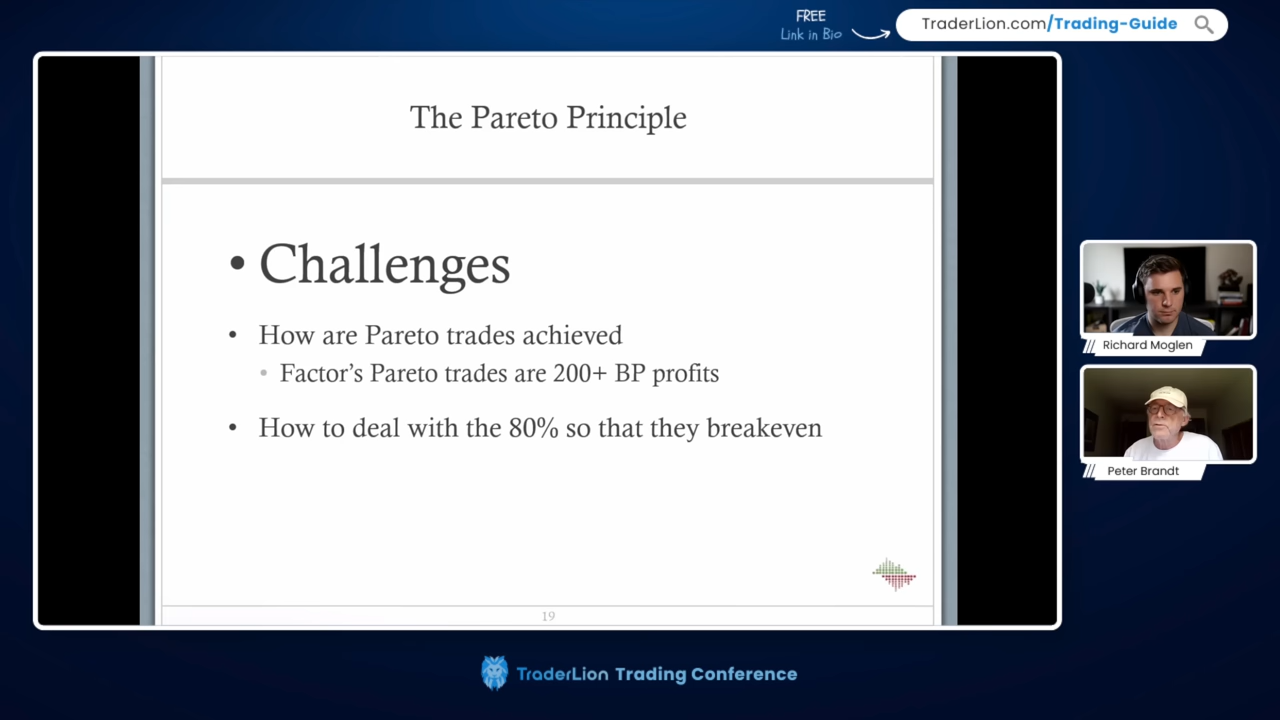 FREE
Link in Bio
TraderLion.com/Trading-Guide
The Pareto Principle
• Challenges
• How are Pareto trades achieved
• Factor's Pareto trades are 200+ BP profits
• How to deal with the 80% so that they breakeven
19
Richard Moglen
Peter Brandt
TraderLion Trading Conference